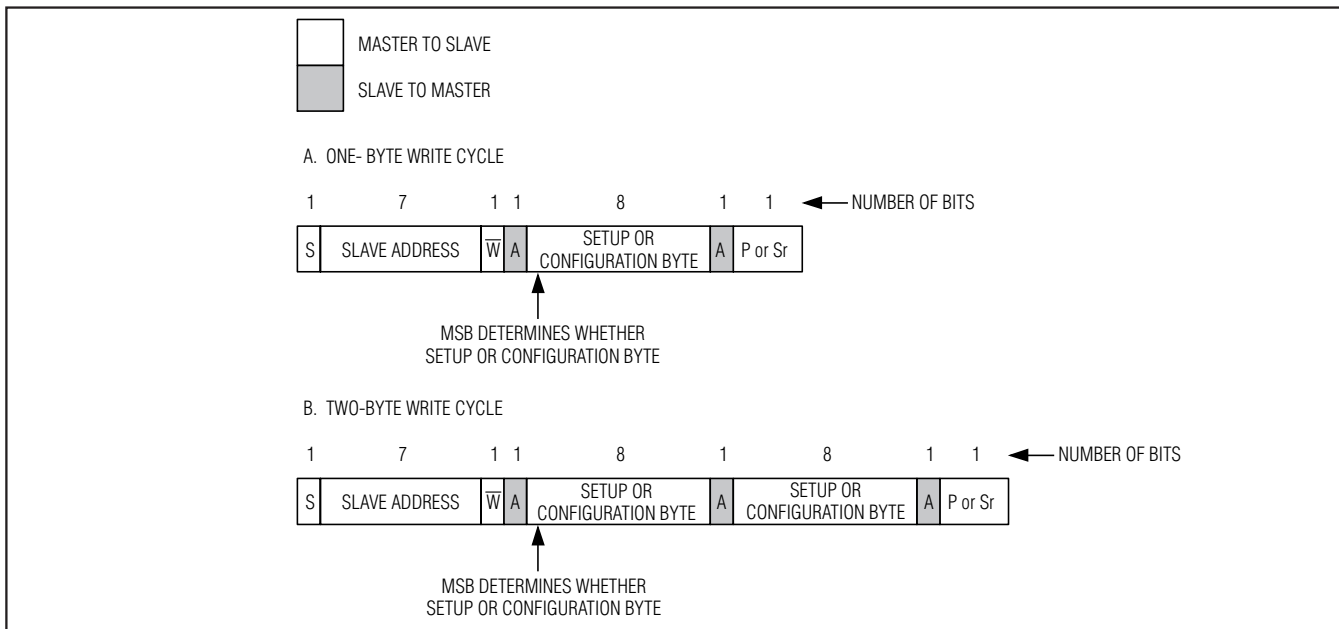 MASTER TO SLAVE
SLAVE TO MASTER
A. ONE- BYTE WRITE CYCLE
1 7 1 1 8 1 1 NUMBER OF BITS
S SLAVE ADDRESS W̅ A SETUP OR CONFIGURATION BYTE A P or Sr
MSB DETERMINES WHETHER
SETUP OR CONFIGURATION BYTE
B. TWO-BYTE WRITE CYCLE
1 7 1 1 8 1 8 1 1 NUMBER OF BITS
S SLAVE ADDRESS W̅ A SETUP OR CONFIGURATION BYTE A SETUP OR CONFIGURATION BYTE A P or Sr
MSB DETERMINES WHETHER
SETUP OR CONFIGURATION BYTE